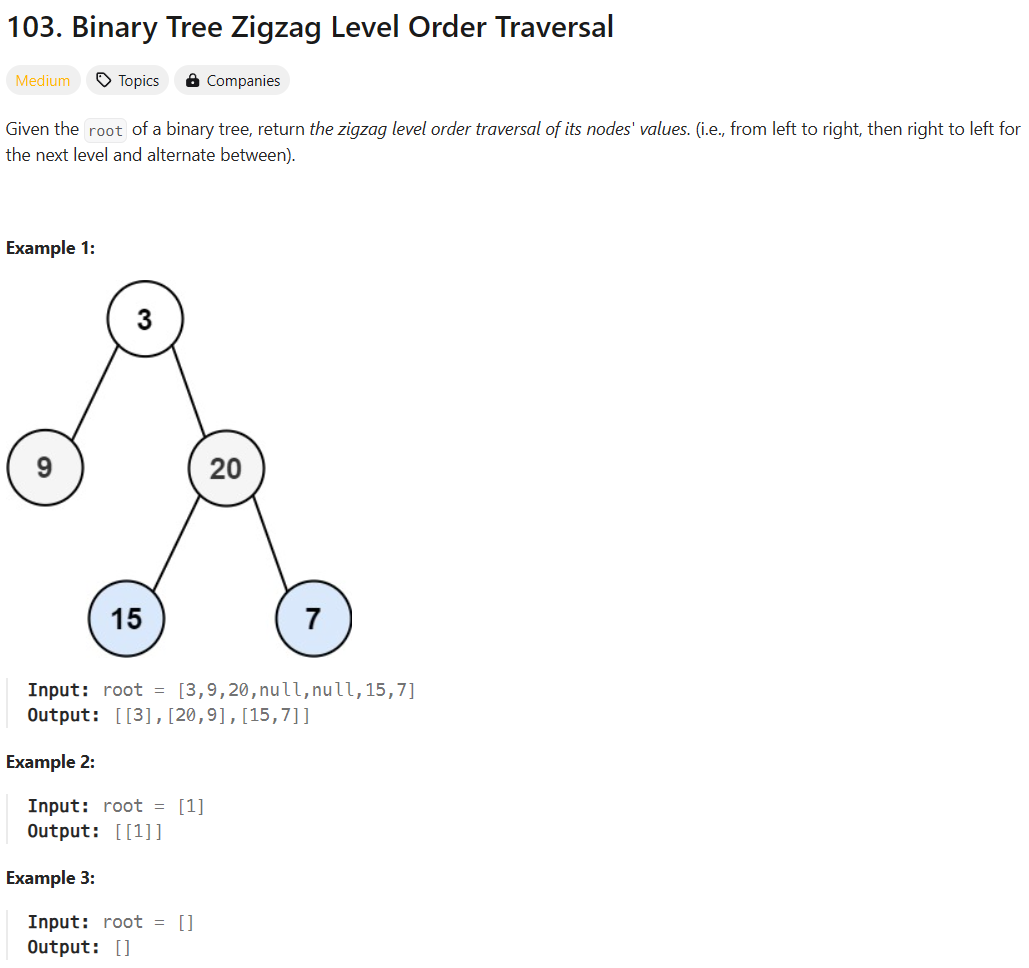 103. Binary Tree Zigzag Level Order Traversal
Medium Topics Companies
Given the root of a binary tree, return the zigzag level order traversal of its nodes' values. (i.e., from left to right, then right to left for
the next level and alternate between).
Example 1:
3
9 20
15 7
Input: root = [3,9,20,null,null,15,7]
Output: [[3],[20,9],[15,7]]
Example 2:
Input: root = [1]
Output: [[1]]
Example 3:
Input: root = []
Output: []